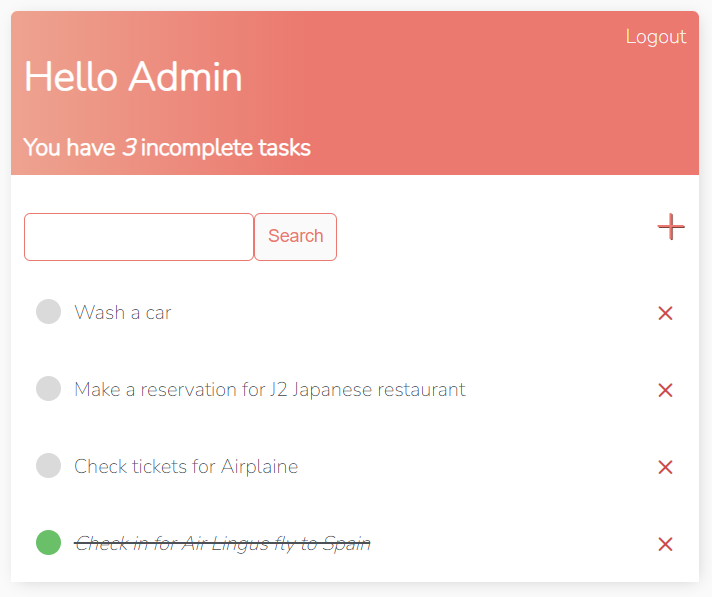 Logout
Hello Admin
You have 3 incomplete tasks
Search
Wash a car
Make a reservation for J2 Japanese restaurant
Check tickets for Airplaine
Check in for Air Lingus fly to Spain